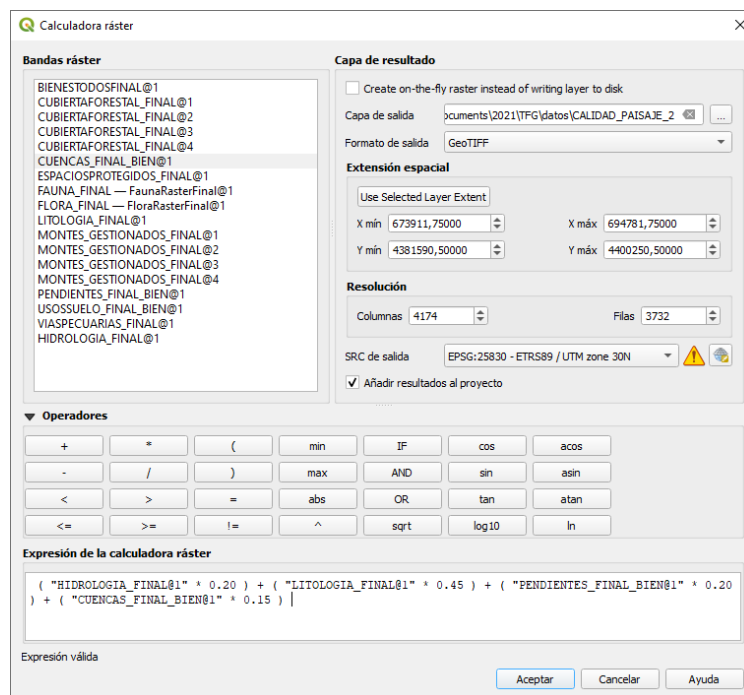 Calculadora ráster
Bandas ráster
BIENESTODOSFINAL@1
CUBIERTAFORESTAL_FINAL@1
CUBIERTAFORESTAL_FINAL@2
CUBIERTAFORESTAL_FINAL@3
CUBIERTAFORESTAL_FINAL@4
CUENCAS_FINAL_BIEN@1
ESPACIOSPROTEGIDOS_FINAL@1
FAUNA_FINAL — FaunaRasterFinal@1
FLORA_FINAL — FloraRasterFinal@1
LITOLOGIA_FINAL@1
MONTES_GESTIONADOS_FINAL@1
MONTES_GESTIONADOS_FINAL@2
MONTES_GESTIONADOS_FINAL@3
MONTES_GESTIONADOS_FINAL@4
PENDIENTES_FINAL_BIEN@1
USOSSUELO_FINAL_BIEN@1
VIASPECUARIAS_FINAL@1
HIDROLOGIA_FINAL@1
Capa de resultado
Create on-the-fly raster instead of writing layer to disk
Capa de salida ocuments\2021\TFG\datos\CALIDAD_PAISAJE_2 ...
Formato de salida GeoTIFF
Extensión espacial
Use Selected Layer Extent
X mín 673911,75000 X máx 694781,75000
Y mín 4381590,50000 Y máx 4400250,50000
Resolución
Columnas 4174 Filas 3732
SRC de salida EPSG:25830 - ETRS89 / UTM zone 30N
Añadir resultados al proyecto
Operadores
+ * ( min IF cos acos
- / ) max AND sin asin
< > = abs OR tan atan
<= >= != ^ sqrt log10 ln
Expresión de la calculadora ráster
( "HIDROLOGIA_FINAL@1" * 0.20 ) + ( "LITOLOGIA_FINAL@1" * 0.45 ) + ( "PENDIENTES_FINAL_BIEN@1" * 0.20
) + ( "CUENCAS_FINAL_BIEN@1" * 0.15 )
Expresión válida
Aceptar Cancelar Ayuda